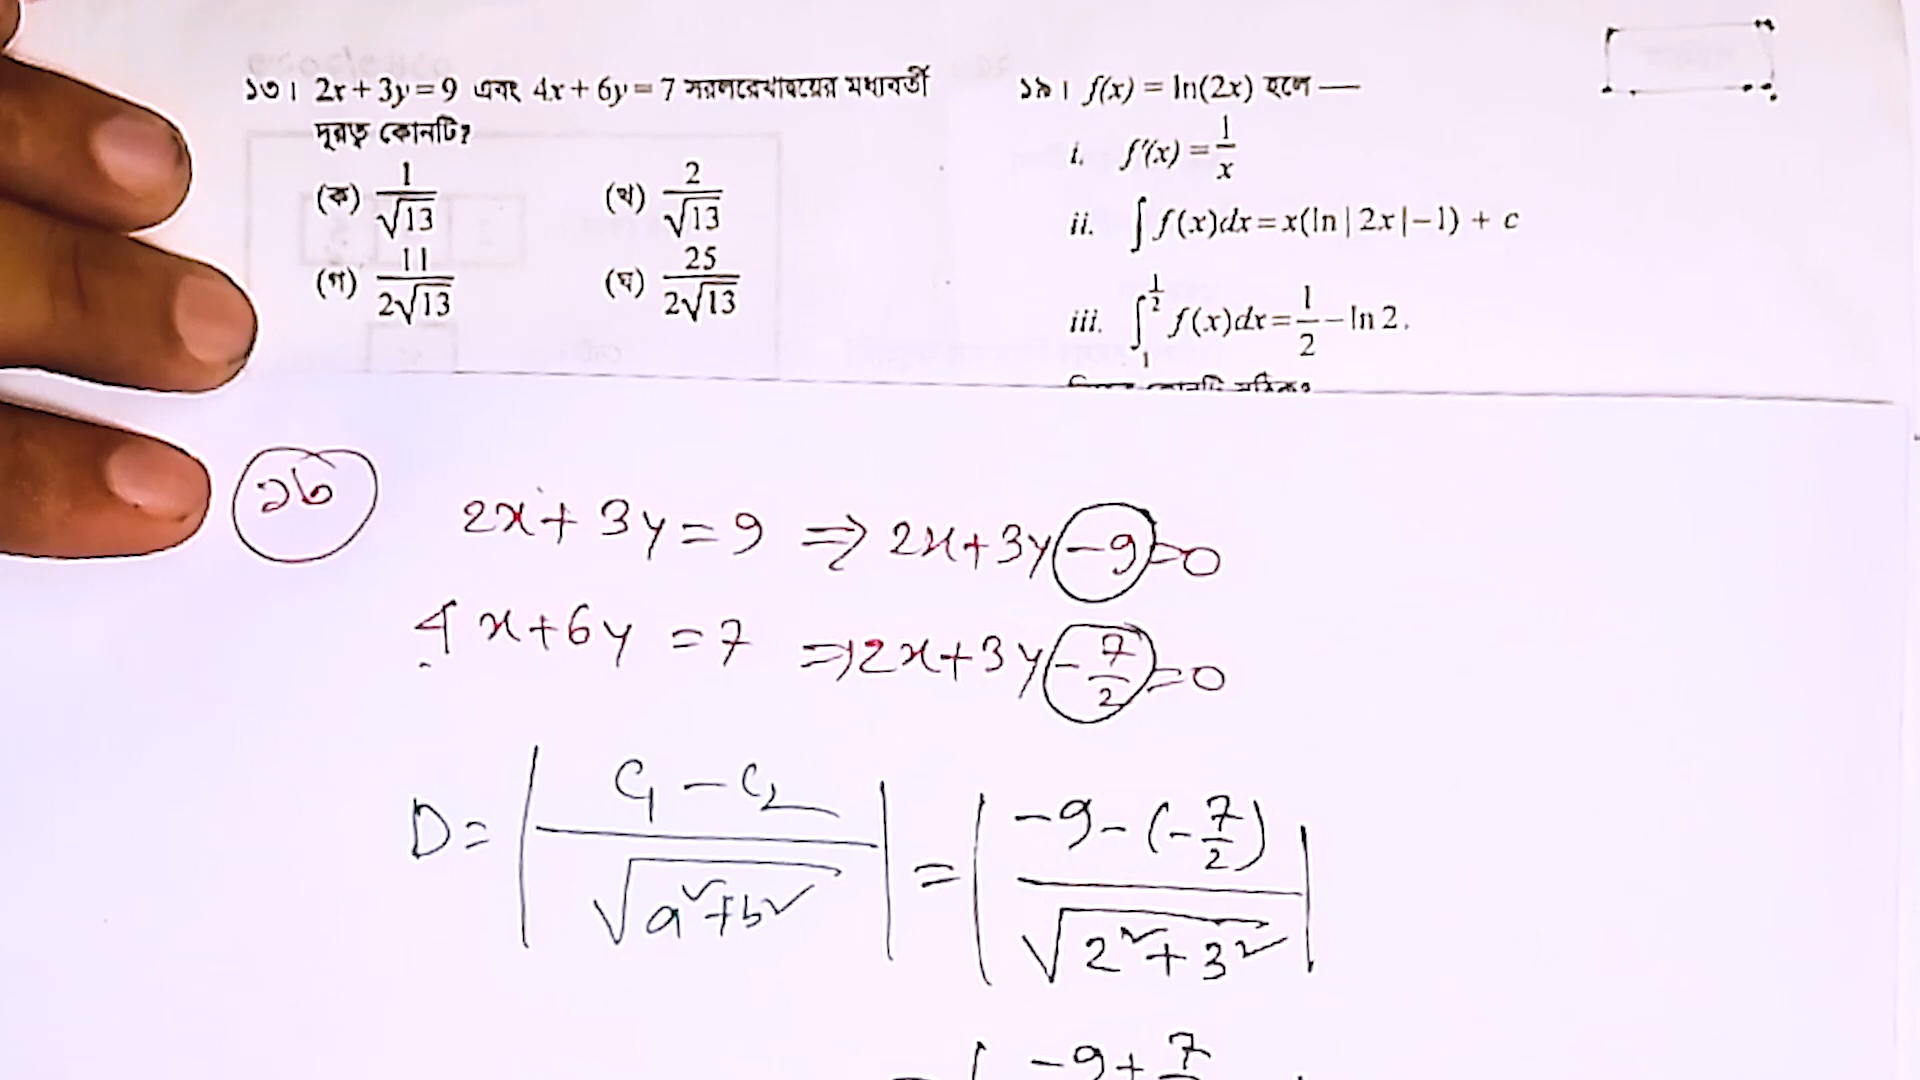 ১৩। 2x + 3y = 9 এবং 4x + 6y = 7 সরলরেখাদ্বয়ের মধ্যবর্তী
দূরত্ব কোনটি?
(ক) 1/√13 (খ) 2/√13
(গ) 11/2√13 (ঘ) 25/2√13
১৯। f(x) = ln(2x) হলে —
i. f'(x) = 1/x
ii. ∫ f(x)dx = x(ln|2x|−1) + c
iii. ∫₁^(1/2) f(x)dx = 1/2 − ln 2.
2x + 3y = 9 ⇒ 2x + 3y − 9 = 0
4x + 6y = 7 ⇒ 2x + 3y − 7/2 = 0
D = | (c₁ − c₂) / √(a² + b²) | = | (−9 − (−7/2)) / √(2² + 3²) |
−9 + 7